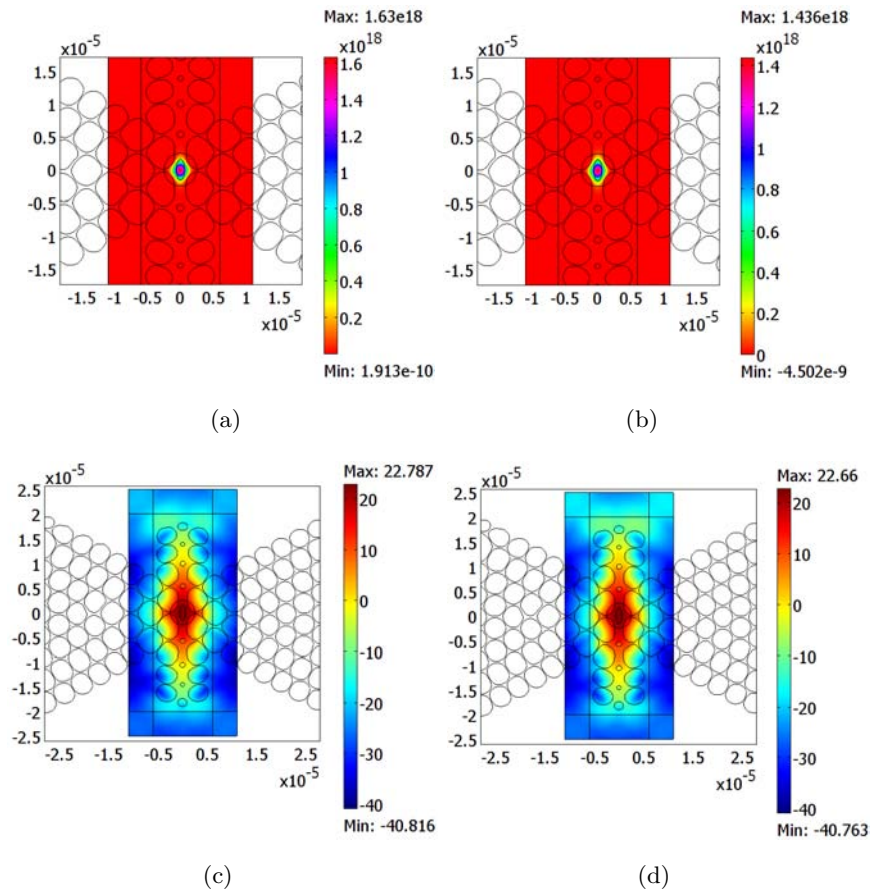 Max: 1.63e18
x10-5
x10^18
1.5
1
0.5
0
-0.5
-1
-1.5
-1.5 -1 -0.5 0 0.5 1 1.5
x10^-5
1.6
1.4
1.2
1
0.8
0.6
0.4
0.2
Min: 1.913e-10
(a)
Max: 1.436e18
x10^-5
x10^18
1.5
1
0.5
0
-0.5
-1
-1.5
-1.5 -1 -0.5 0 0.5 1 1.5
x10^-5
1.4
1.2
1
0.8
0.6
0.4
0.2
0
Min: -4.502e-9
(b)
x10^-5
Max: 22.787
2.5
2
1.5
1
0.5
0
-0.5
-1
-1.5
-2
-2.5
-2.5 -1.5 -0.5 0.5 1.5 2.5
x10^-5
20
10
0
-10
-20
-30
-40
Min: -40.816
(c)
x10^-5
Max: 22.66
2.5
2
1.5
1
0.5
0
-0.5
-1
-1.5
-2
-2.5
-2.5 -1.5 -0.5 0.5 1.5 2.5
x10^-5
20
10
0
-10
-20
-30
-40
Min: -40.763
(d)